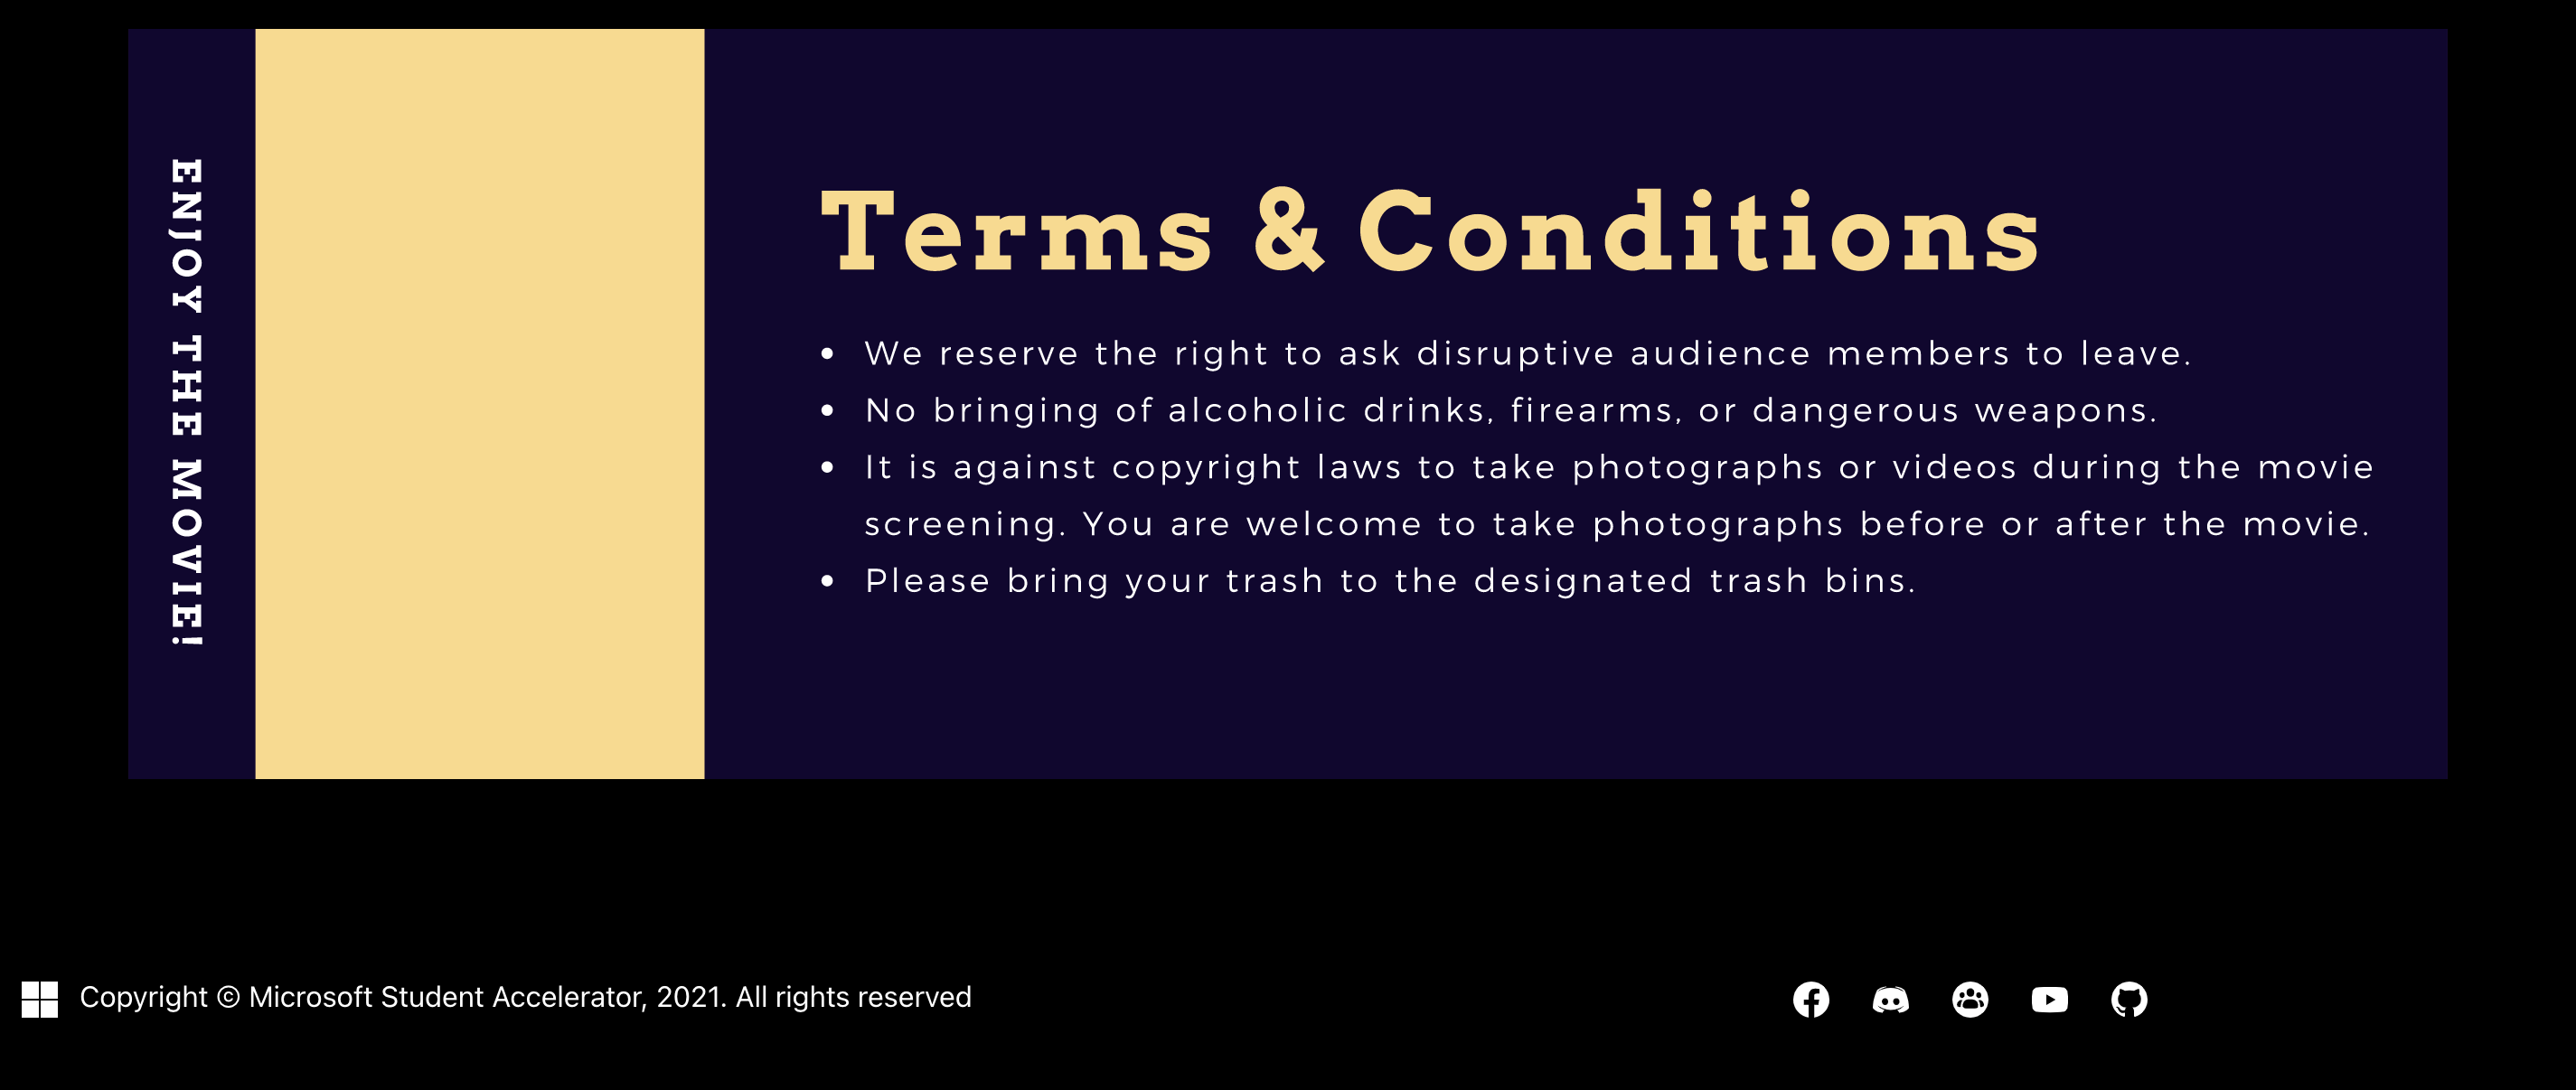 ENJOY THE MOVIE!
Terms & Conditions
• We reserve the right to ask disruptive audience members to leave.
• No bringing of alcoholic drinks, firearms, or dangerous weapons.
• It is against copyright laws to take photographs or videos during the movie
screening. You are welcome to take photographs before or after the movie.
• Please bring your trash to the designated trash bins.
Copyright © Microsoft Student Accelerator, 2021. All rights reserved